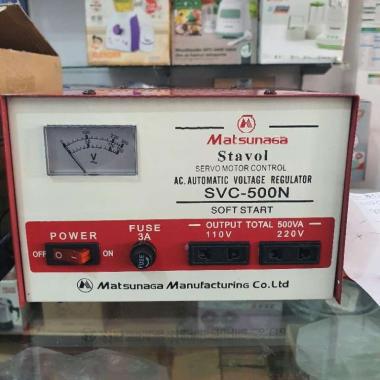 V
Matsunaga
Stavol
SERVO MOTOR CONTROL
AC. AUTOMATIC VOLTAGE REGULATOR
SVC-500N
SOFT START
POWER
OFF
ON
FUSE
3A
FUSE
OUTPUT TOTAL 500VA
110V
220V
Matsunaga Manufacturing Co.Ltd